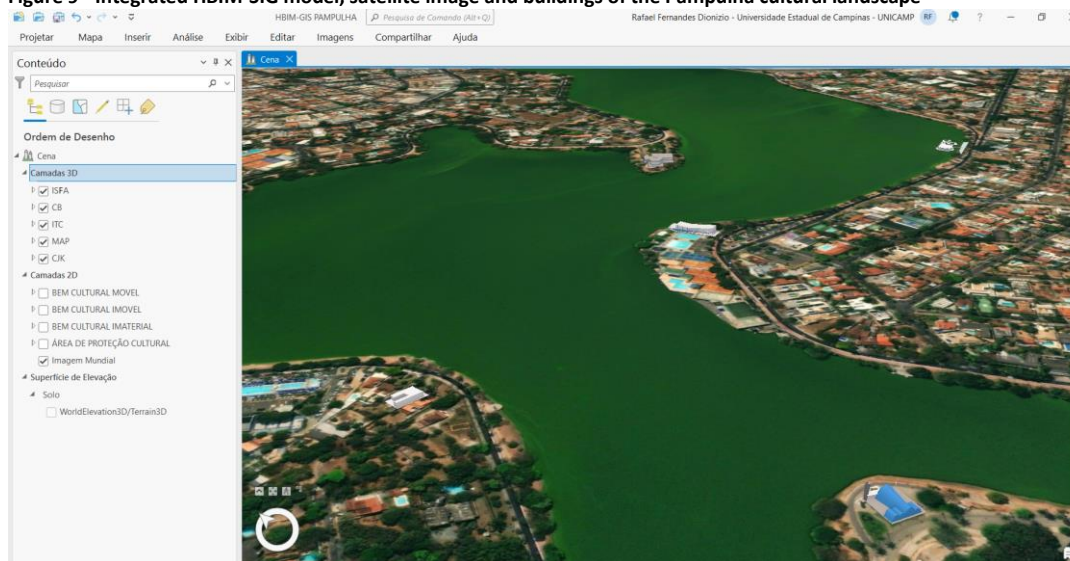 Figure 5 - Integrated HBIM-SIG model, satellite image and buildings of the Pampulha cultural landscape
HBIM-GIS PAMPULHA
Pesquisa de Comando (Alt+Q)
Rafael Fernandes Dionizio - Universidade Estadual de Campinas - UNICAMP
RF
?
Projetar Mapa Inserir Análise Exibir Editar Imagens Compartilhar Ajuda
Conteúdo
Cena
Pesquisar
Ordem de Desenho
Cena
Camadas 3D
ISFA
CB
ITC
MAP
CJK
Camadas 2D
BEM CULTURAL MOVEL
BEM CULTURAL IMOVEL
BEM CULTURAL IMATERIAL
ÁREA DE PROTEÇÃO CULTURAL
Imagem Mundial
Superfície de Elevação
Solo
WorldElevation3D/Terrain3D